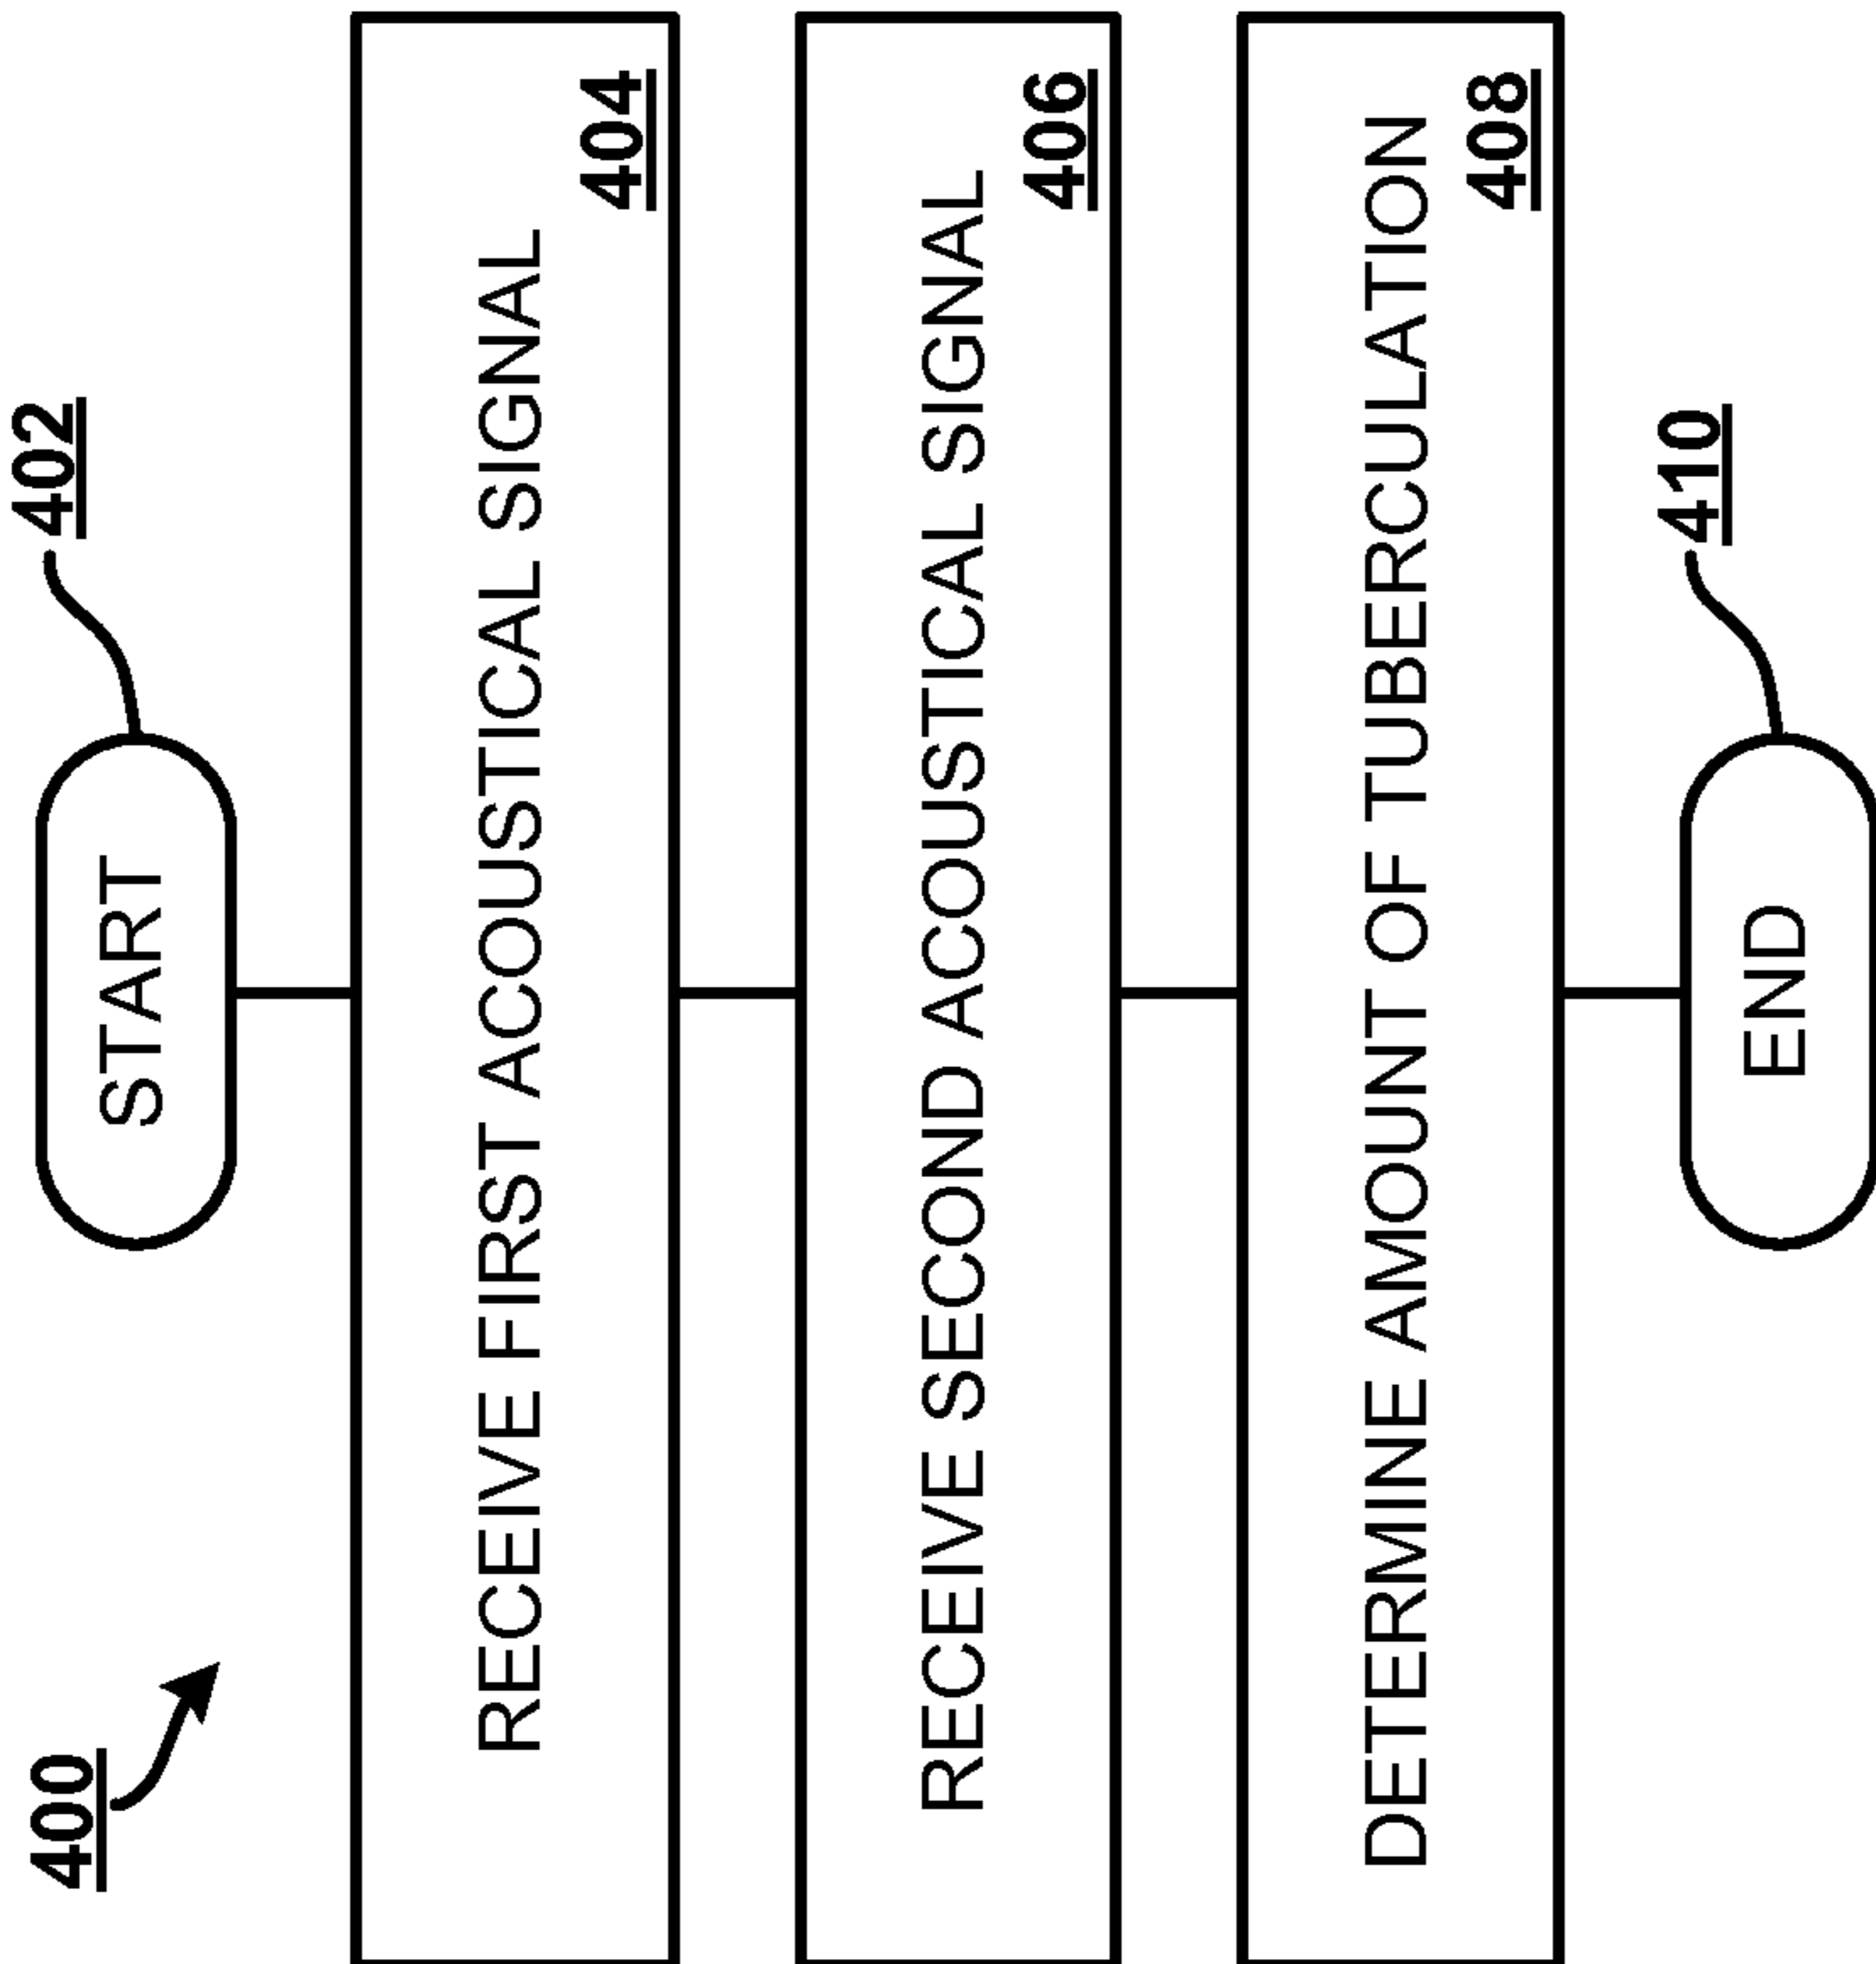 400
START
402
RECEIVE FIRST ACOUSTICAL SIGNAL
404
RECEIVE SECOND ACOUSTICAL SIGNAL
406
DETERMINE AMOUNT OF TUBERCULATION
408
END
410